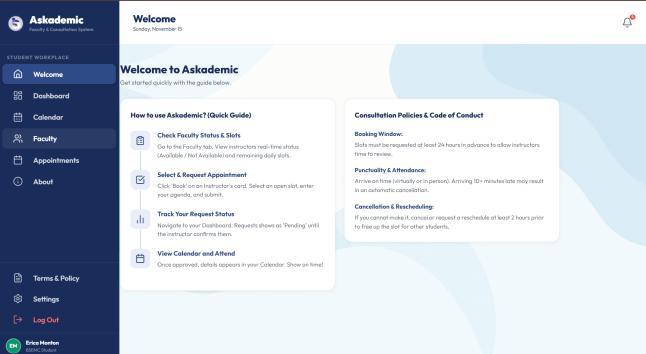 Askademic
Faculty & Consultation System
STUDENT WORKPLACE
Welcome
Dashboard
Calendar
Faculty
Appointments
About
Terms & Policy
Settings
Log Out
EM
Erica Monton
BSEMC Student
Welcome
Sunday, November 15
Welcome to Askademic
Get started quickly with the guide below.
How to use Askademic? (Quick Guide)
Check Faculty Status & Slots
Go to the Faculty tab. View instructors real-time status
(Available / Not Available) and remaining daily slots.
Select & Request Appointment
Click 'Book' on an Instructor's card. Select an open slot, enter
your agenda, and submit.
Track Your Request Status
Navigate to your Dashboard. Requests shows as 'Pending' until
the instructor confirms them.
View Calendar and Attend
Once approved, details appears in your Calendar. Show on time!
Consultation Policies & Code of Conduct
Booking Window:
Slots must be requested at least 24 hours in advance to allow instructors
time to review.
Punctuality & Attendance:
Arrive on time (virtually or in person). Arriving 10+ minutes late may result
in an automatic cancellation.
Cancellation & Rescheduling:
If you cannot make it, cancel or request a reschedule at least 2 hours prior
to free up the slot for other students.